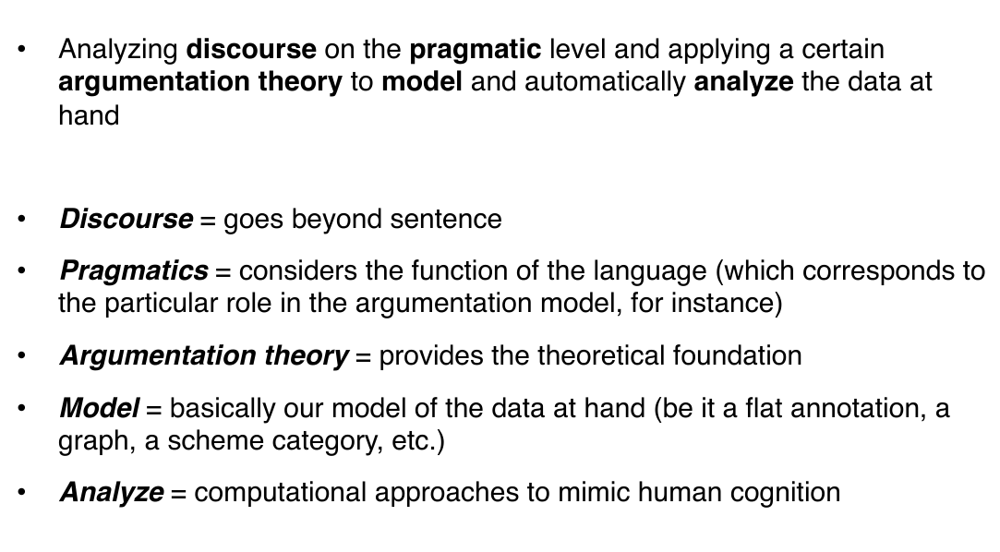 • Analyzing discourse on the pragmatic level and applying a certain
argumentation theory to model and automatically analyze the data at
hand
• Discourse = goes beyond sentence
• Pragmatics = considers the function of the language (which corresponds to
the particular role in the argumentation model, for instance)
• Argumentation theory = provides the theoretical foundation
• Model = basically our model of the data at hand (be it a flat annotation, a
graph, a scheme category, etc.)
• Analyze = computational approaches to mimic human cognition